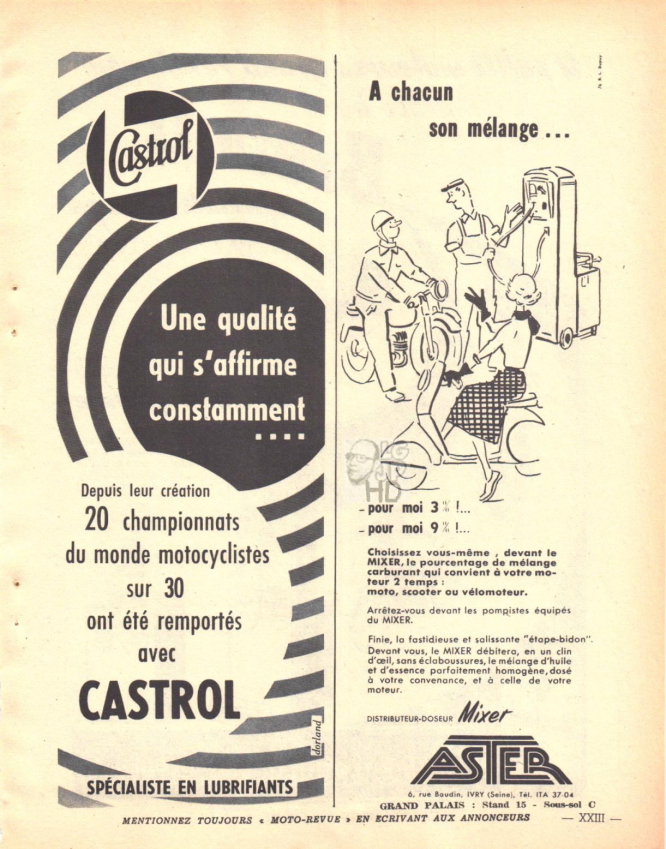 Castrol
Une qualité
qui s'affirme
constamment
....
Depuis leur création
20 championnats
du monde motocyclistes
sur 30
ont été remportés
avec
CASTROL
dorland
SPÉCIALISTE EN LUBRIFIANTS
A chacun
son mélange ...
HD
_ pour moi 3 % !...
_ pour moi 9 % !...
Choisissez vous-même , devant le
MIXER, le pourcentage de mélange
carburant qui convient à votre mo-
teur 2 temps :
moto, scooter ou vélomoteur.
Arrêtez-vous devant les pompistes équipés
du MIXER.
Finie, la fastidieuse et salissante "étape-bidon".
Devant vous, le MIXER débitera, en un clin
d'œil, sans éclaboussures, le mélange d'huile
et d'essence parfaitement homogène, dosé
à votre convenance, et à celle de votre
moteur.
DISTRIBUTEUR-DOSEUR Mixer
ASTER
6, rue Baudin, IVRY (Seine), Tél. ITA 37-04
GRAND PALAIS : Stand 15 - Sous-sol C
MENTIONNEZ TOUJOURS « MOTO-REVUE » EN ECRIVANT AUX ANNONCEURS — XXIII —